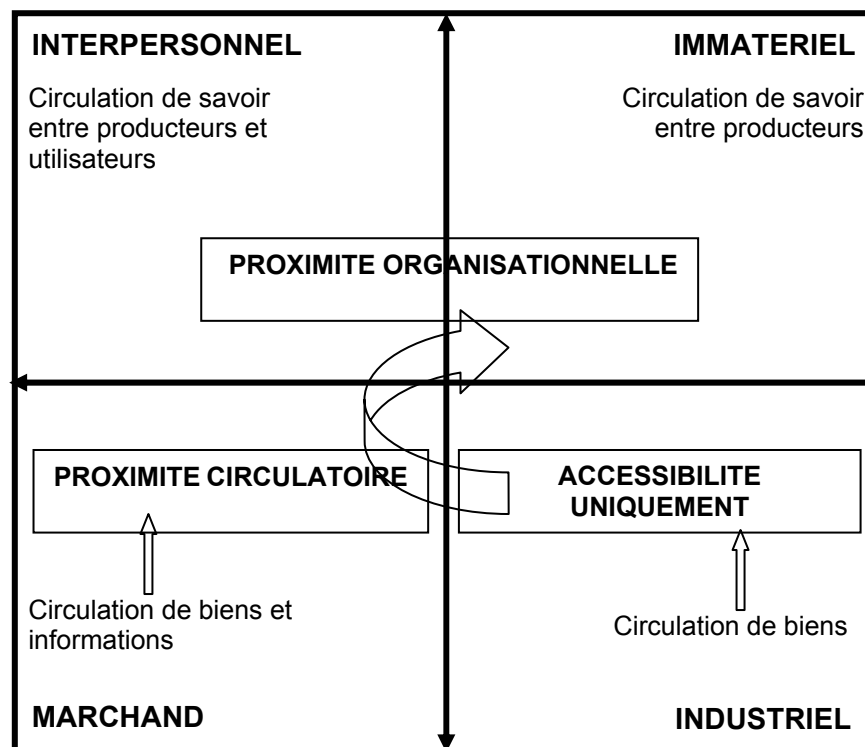 INTERPERSONNEL
Circulation de savoir
entre producteurs et
utilisateurs
IMMATERIEL
Circulation de savoir
entre producteurs
PROXIMITE ORGANISATIONNELLE
PROXIMITE CIRCULATOIRE
ACCESSIBILITE
UNIQUEMENT
Circulation de biens et
informations
Circulation de biens
MARCHAND
INDUSTRIEL